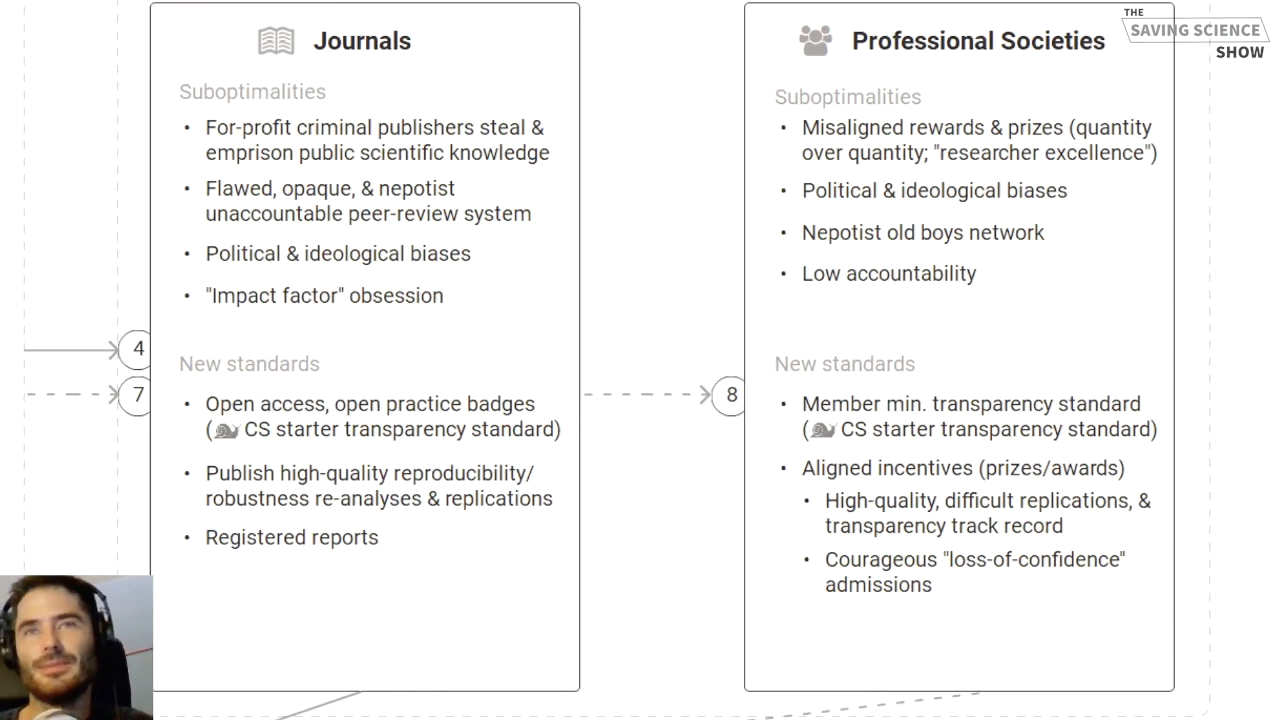 THE
SAVING SCIENCE
SHOW
Journals
Suboptimalities
• For-profit criminal publishers steal &
emprison public scientific knowledge
• Flawed, opaque, & nepotist
unaccountable peer-review system
• Political & ideological biases
• "Impact factor" obsession
4
7
New standards
• Open access, open practice badges
( CS starter transparency standard)
• Publish high-quality reproducibility/
robustness re-analyses & replications
• Registered reports
Professional Societies
Suboptimalities
• Misaligned rewards & prizes (quantity
over quantity; "researcher excellence")
• Political & ideological biases
• Nepotist old boys network
• Low accountability
8
New standards
• Member min. transparency standard
( CS starter transparency standard)
• Aligned incentives (prizes/awards)
• High-quality, difficult replications, &
transparency track record
• Courageous "loss-of-confidence"
admissions